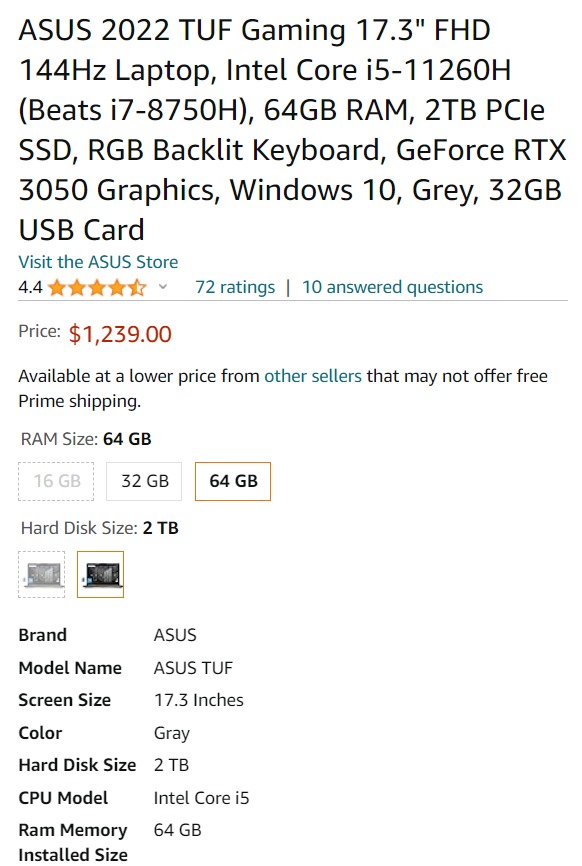 ASUS 2022 TUF Gaming 17.3" FHD
144Hz Laptop, Intel Core i5-11260H
(Beats i7-8750H), 64GB RAM, 2TB PCIe
SSD, RGB Backlit Keyboard, GeForce RTX
3050 Graphics, Windows 10, Grey, 32GB
USB Card
Visit the ASUS Store
4.4 72 ratings | 10 answered questions
Price: $1,239.00
Available at a lower price from other sellers that may not offer free
Prime shipping.
RAM Size: 64 GB
16 GB 32 GB 64 GB
Hard Disk Size: 2 TB
Brand ASUS
Model Name ASUS TUF
Screen Size 17.3 Inches
Color Gray
Hard Disk Size 2 TB
CPU Model Intel Core i5
Ram Memory 64 GB
Installed Size